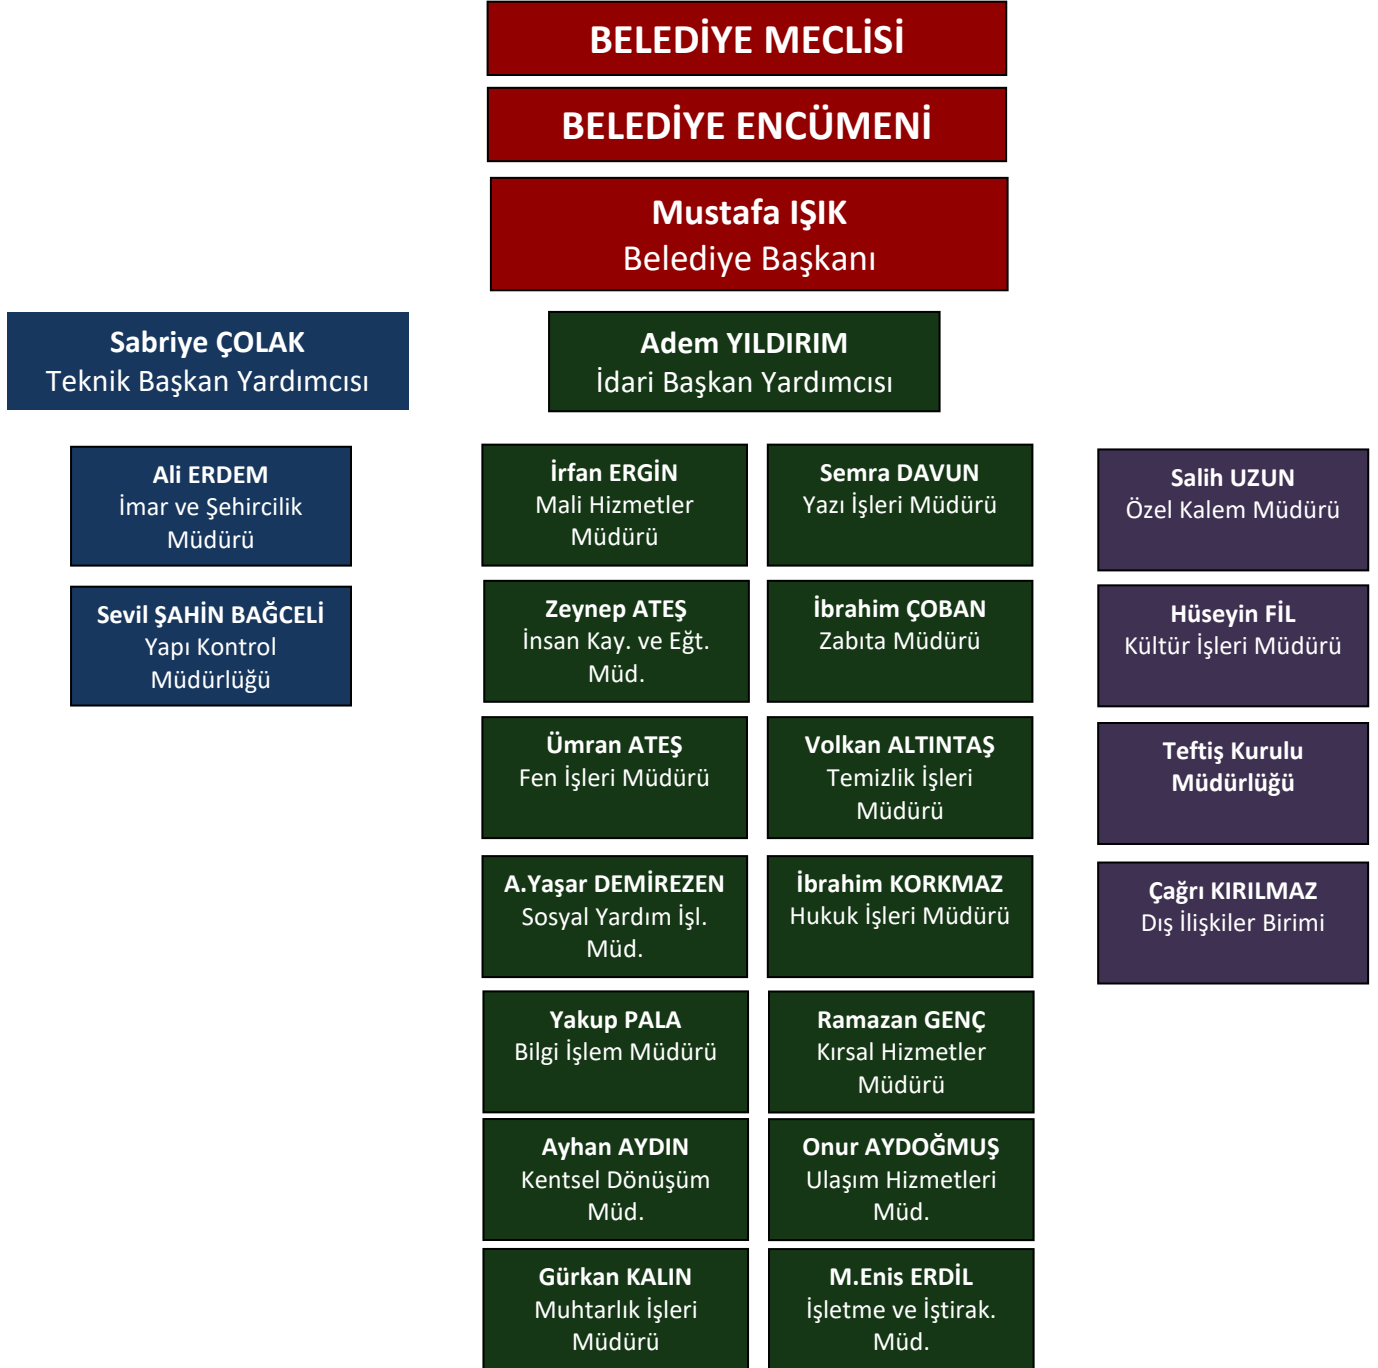 BELEDİYE MECLİSİ
BELEDİYE ENCÜMENİ
Mustafa IŞIK
Belediye Başkanı
Sabriye ÇOLAK
Teknik Başkan Yardımcısı
Adem YILDIRIM
İdari Başkan Yardımcısı
Ali ERDEM
İmar ve Şehircilik
Müdürü
Sevil ŞAHİN BAĞCELİ
Yapı Kontrol
Müdürlüğü
İrfan ERGİN
Mali Hizmetler
Müdürü
Semra DAVUN
Yazı İşleri Müdürü
Zeynep ATEŞ
İnsan Kay. ve Eğt.
Müd.
İbrahim ÇOBAN
Zabıta Müdürü
Ümran ATEŞ
Fen İşleri Müdürü
Volkan ALTINTAŞ
Temizlik İşleri
Müdürü
A.Yaşar DEMİREZEN
Sosyal Yardım İşl.
Müd.
İbrahim KORKMAZ
Hukuk İşleri Müdürü
Yakup PALA
Bilgi İşlem Müdürü
Ramazan GENÇ
Kırsal Hizmetler
Müdürü
Ayhan AYDIN
Kentsel Dönüşüm
Müd.
Onur AYDOĞMUŞ
Ulaşım Hizmetleri
Müd.
Gürkan KALIN
Muhtarlık İşleri
Müdürü
M.Enis ERDİL
İşletme ve İştirak.
Müd.
Salih UZUN
Özel Kalem Müdürü
Hüseyin FİL
Kültür İşleri Müdürü
Teftiş Kurulu
Müdürlüğü
Çağrı KIRILMAZ
Dış İlişkiler Birimi